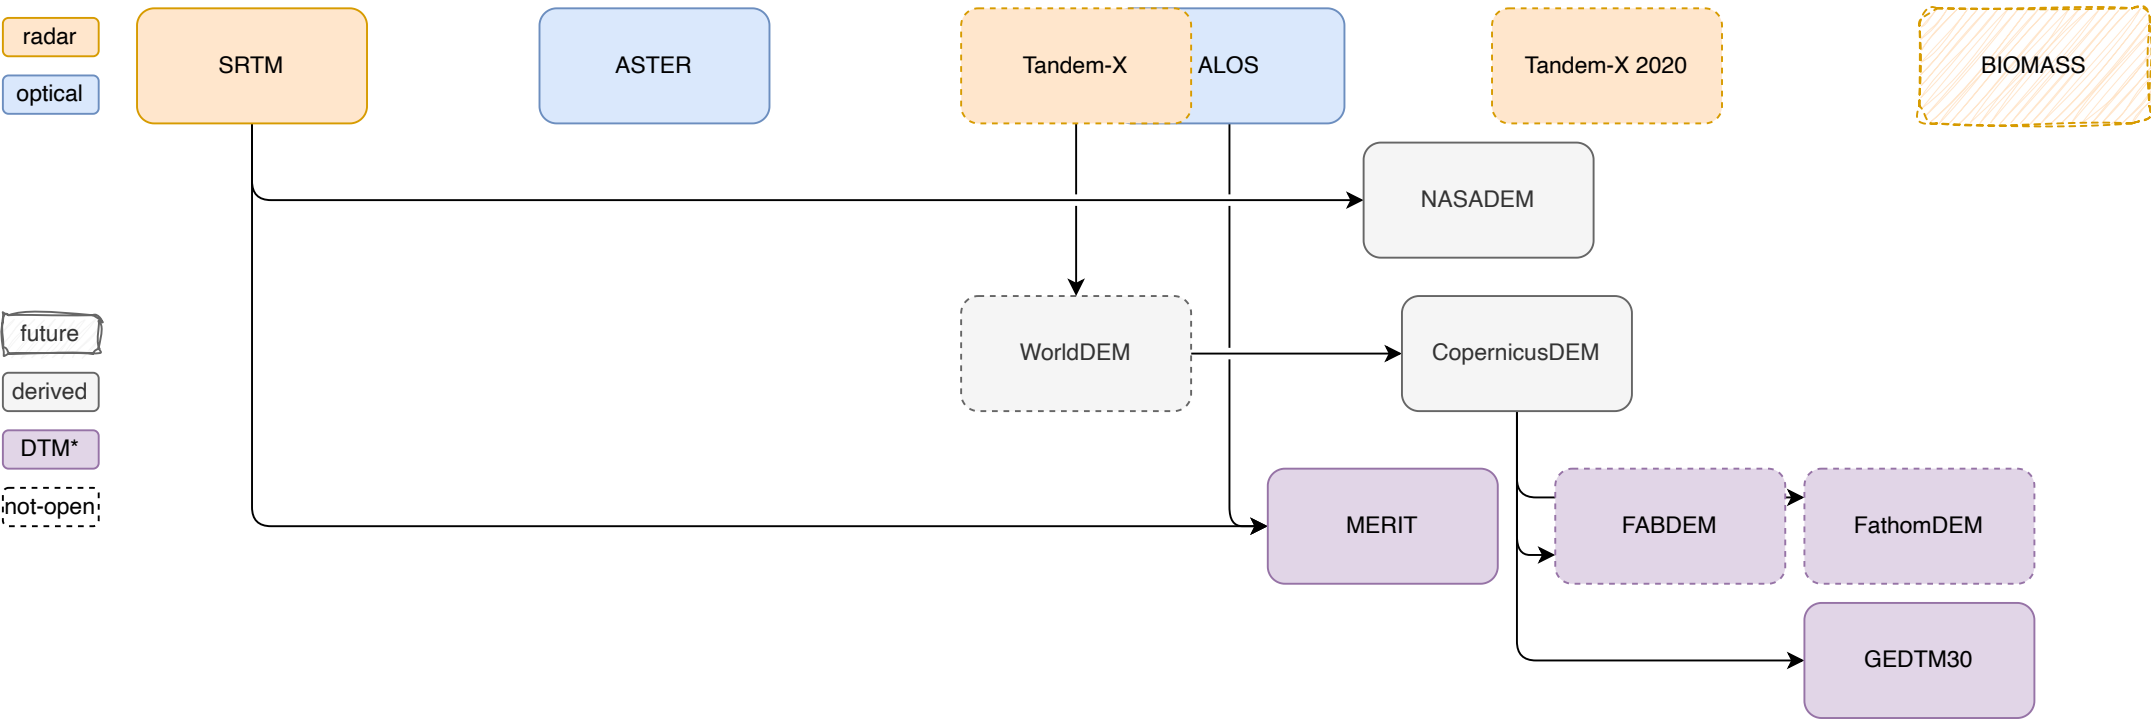 radar
SRTM
ASTER
Tandem-X
ALOS
Tandem-X 2020
BIOMASS
optical
NASADEM
future
WorldDEM
CopernicusDEM
derived
DTM*
not-open
MERIT
FABDEM
FathomDEM
GEDTM30